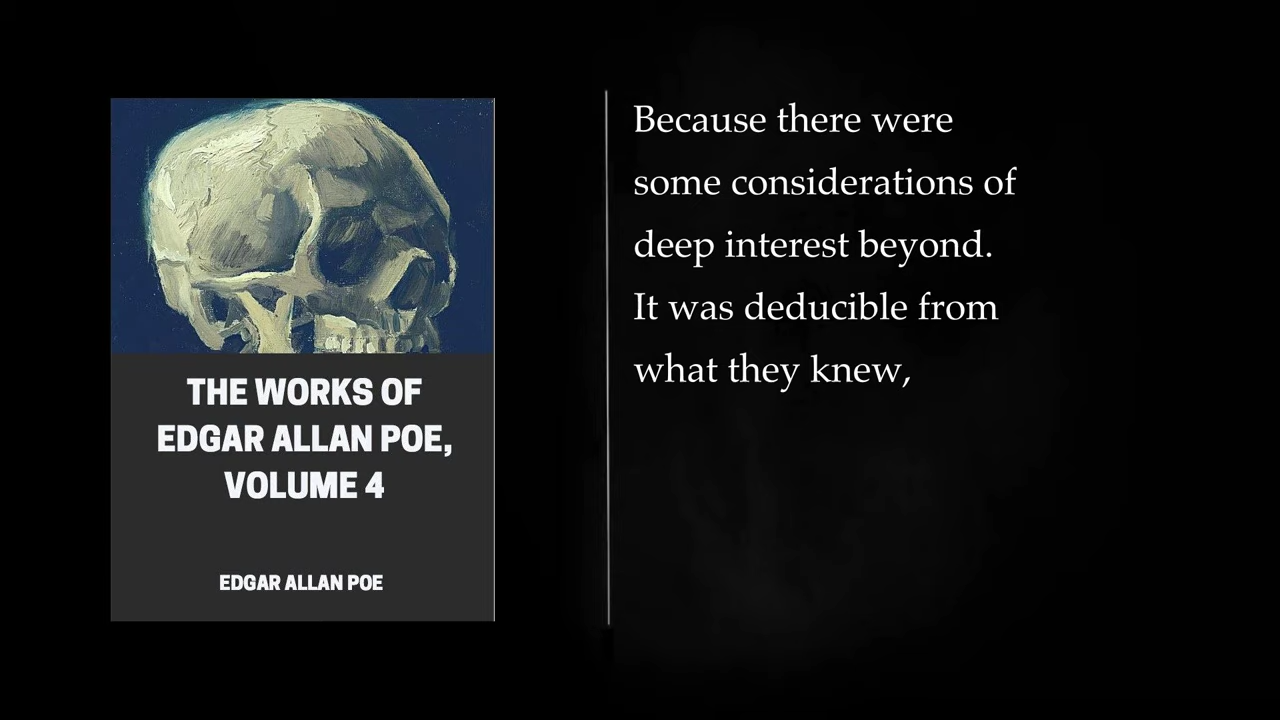 THE WORKS OF
EDGAR ALLAN POE,
VOLUME 4
EDGAR ALLAN POE
Because there were
some considerations of
deep interest beyond.
It was deducible from
what they knew,